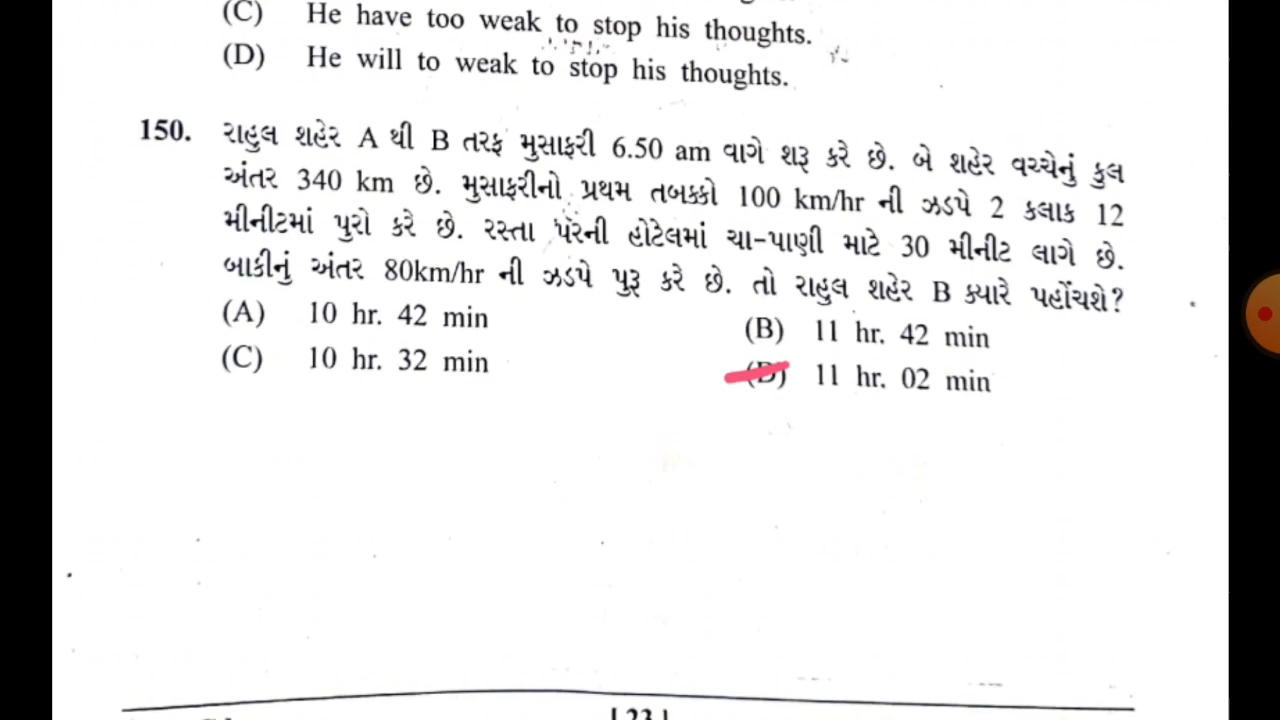 (C) He have too weak to stop his thoughts.
(D) He will to weak to stop his thoughts.
150. રાહુલ શહેર A થી B તરફ મુસાફરી 6.50 am વાગે શરૂ કરે છે. બે શહેર વચ્ચેનું કુલ
અંતર 340 km છે. મુસાફરીનો પ્રથમ તબક્કો 100 km/hr ની ઝડપે 2 કલાક 12
મીનીટમાં પુરો કરે છે. રસ્તા પરની હોટેલમાં ચા-પાણી માટે 30 મીનીટ લાગે છે.
બાકીનું અંતર 80km/hr ની ઝડપે પુરૂ કરે છે. તો રાહુલ શહેર B ક્યારે પહોંચશે?
(A) 10 hr. 42 min (B) 11 hr. 42 min
(C) 10 hr. 32 min (D) 11 hr. 02 min
[ 23 ]